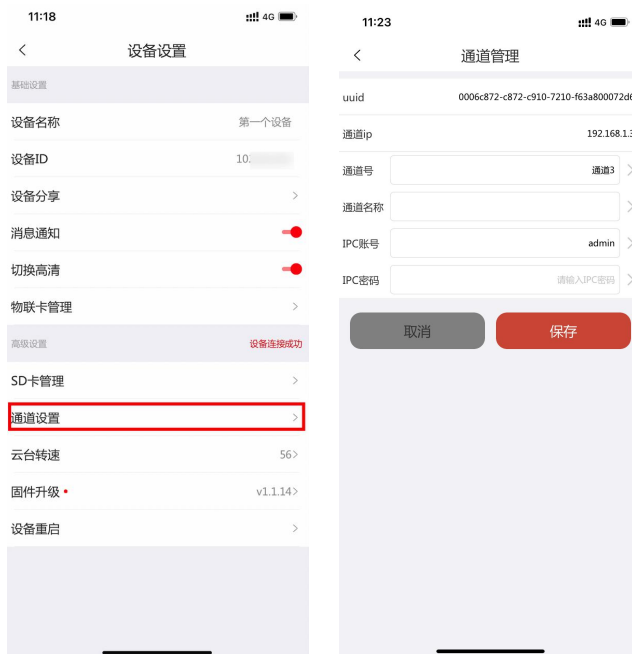 11:18
4G
设备设置
基础设置
设备名称 第一个设备
设备ID 10.
设备分享
消息通知
切换高清
物联卡管理
高级设置 设备连接成功
SD卡管理
通道设置
云台转速 56
固件升级 v1.1.14
设备重启
11:23
4G
通道管理
uuid 0006c872-c872-c910-7210-f63a800072d6
通道ip 192.168.1.3
通道号 通道3
通道名称
IPC账号 admin
IPC密码 请输入IPC密码
取消 保存